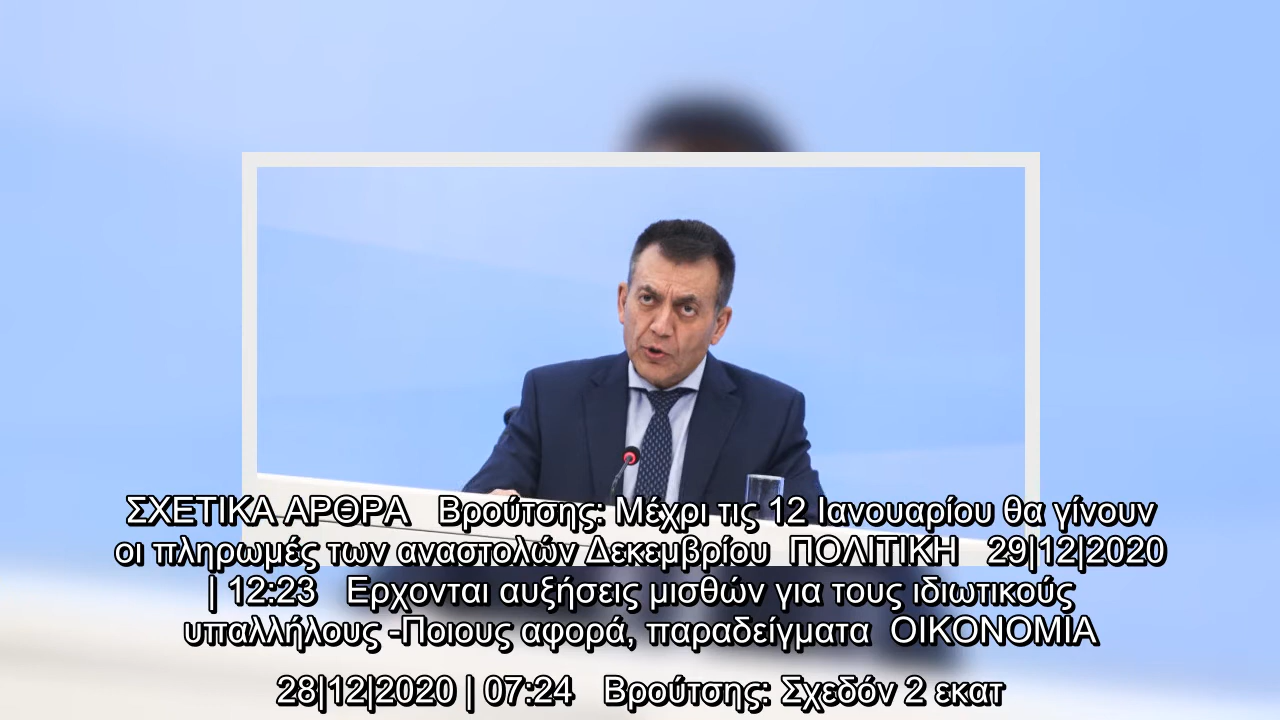 ΣΧΕΤΙΚΑ ΑΡΘΡΑ Βρούτσης: Μέχρι τις 12 Ιανουαρίου θα γίνουν
οι πληρωμές των αναστολών Δεκεμβρίου ΠΟΛΙΤΙΚΗ 29|12|2020
| 12:23 Ερχονται αυξήσεις μισθών για τους ιδιωτικούς
υπαλλήλους -Ποιους αφορά, παραδείγματα ΟΙΚΟΝΟΜΙΑ
28|12|2020 | 07:24 Βρούτσης: Σχεδόν 2 εκατ